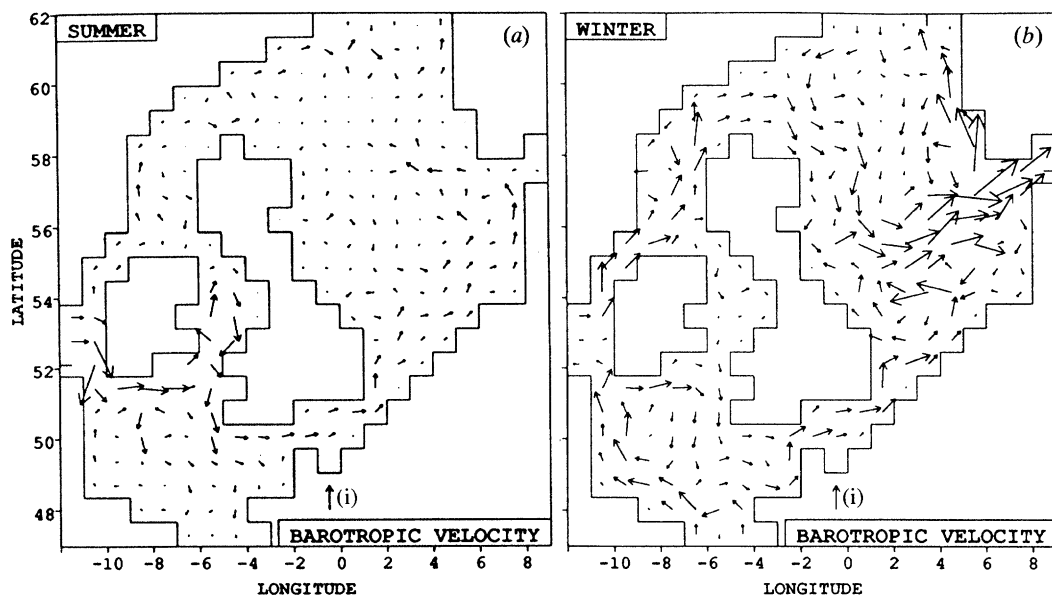 SUMMER
(a)
WINTER
(b)
62
60
58
56
54
52
50
48
LATITUDE
(i)
(i)
BAROTROPIC VELOCITY
BAROTROPIC VELOCITY
-10 -8 -6 -4 -2 0 2 4 6 8
-10 -8 -6 -4 -2 0 2 4 6 8
LONGITUDE
LONGITUDE